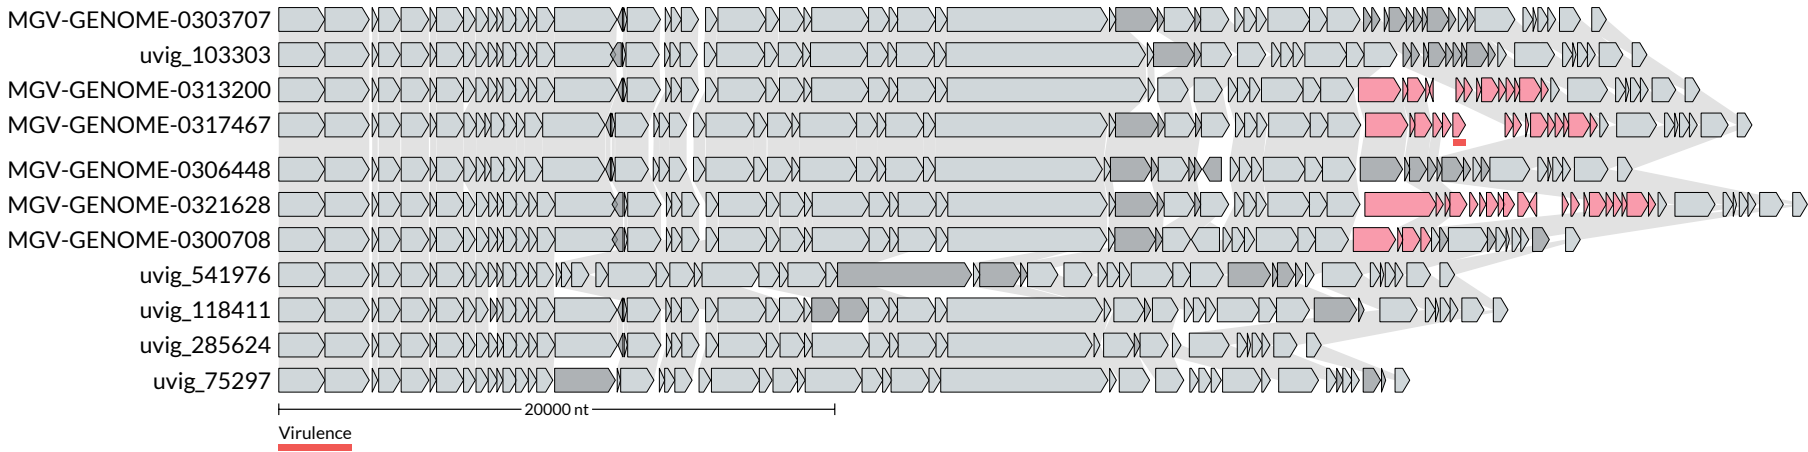 MGV-GENOME-0303707
uvig_103303
MGV-GENOME-0313200
MGV-GENOME-0317467
MGV-GENOME-0306448
MGV-GENOME-0321628
MGV-GENOME-0300708
uvig_541976
uvig_118411
uvig_285624
uvig_75297
20000 nt
Virulence